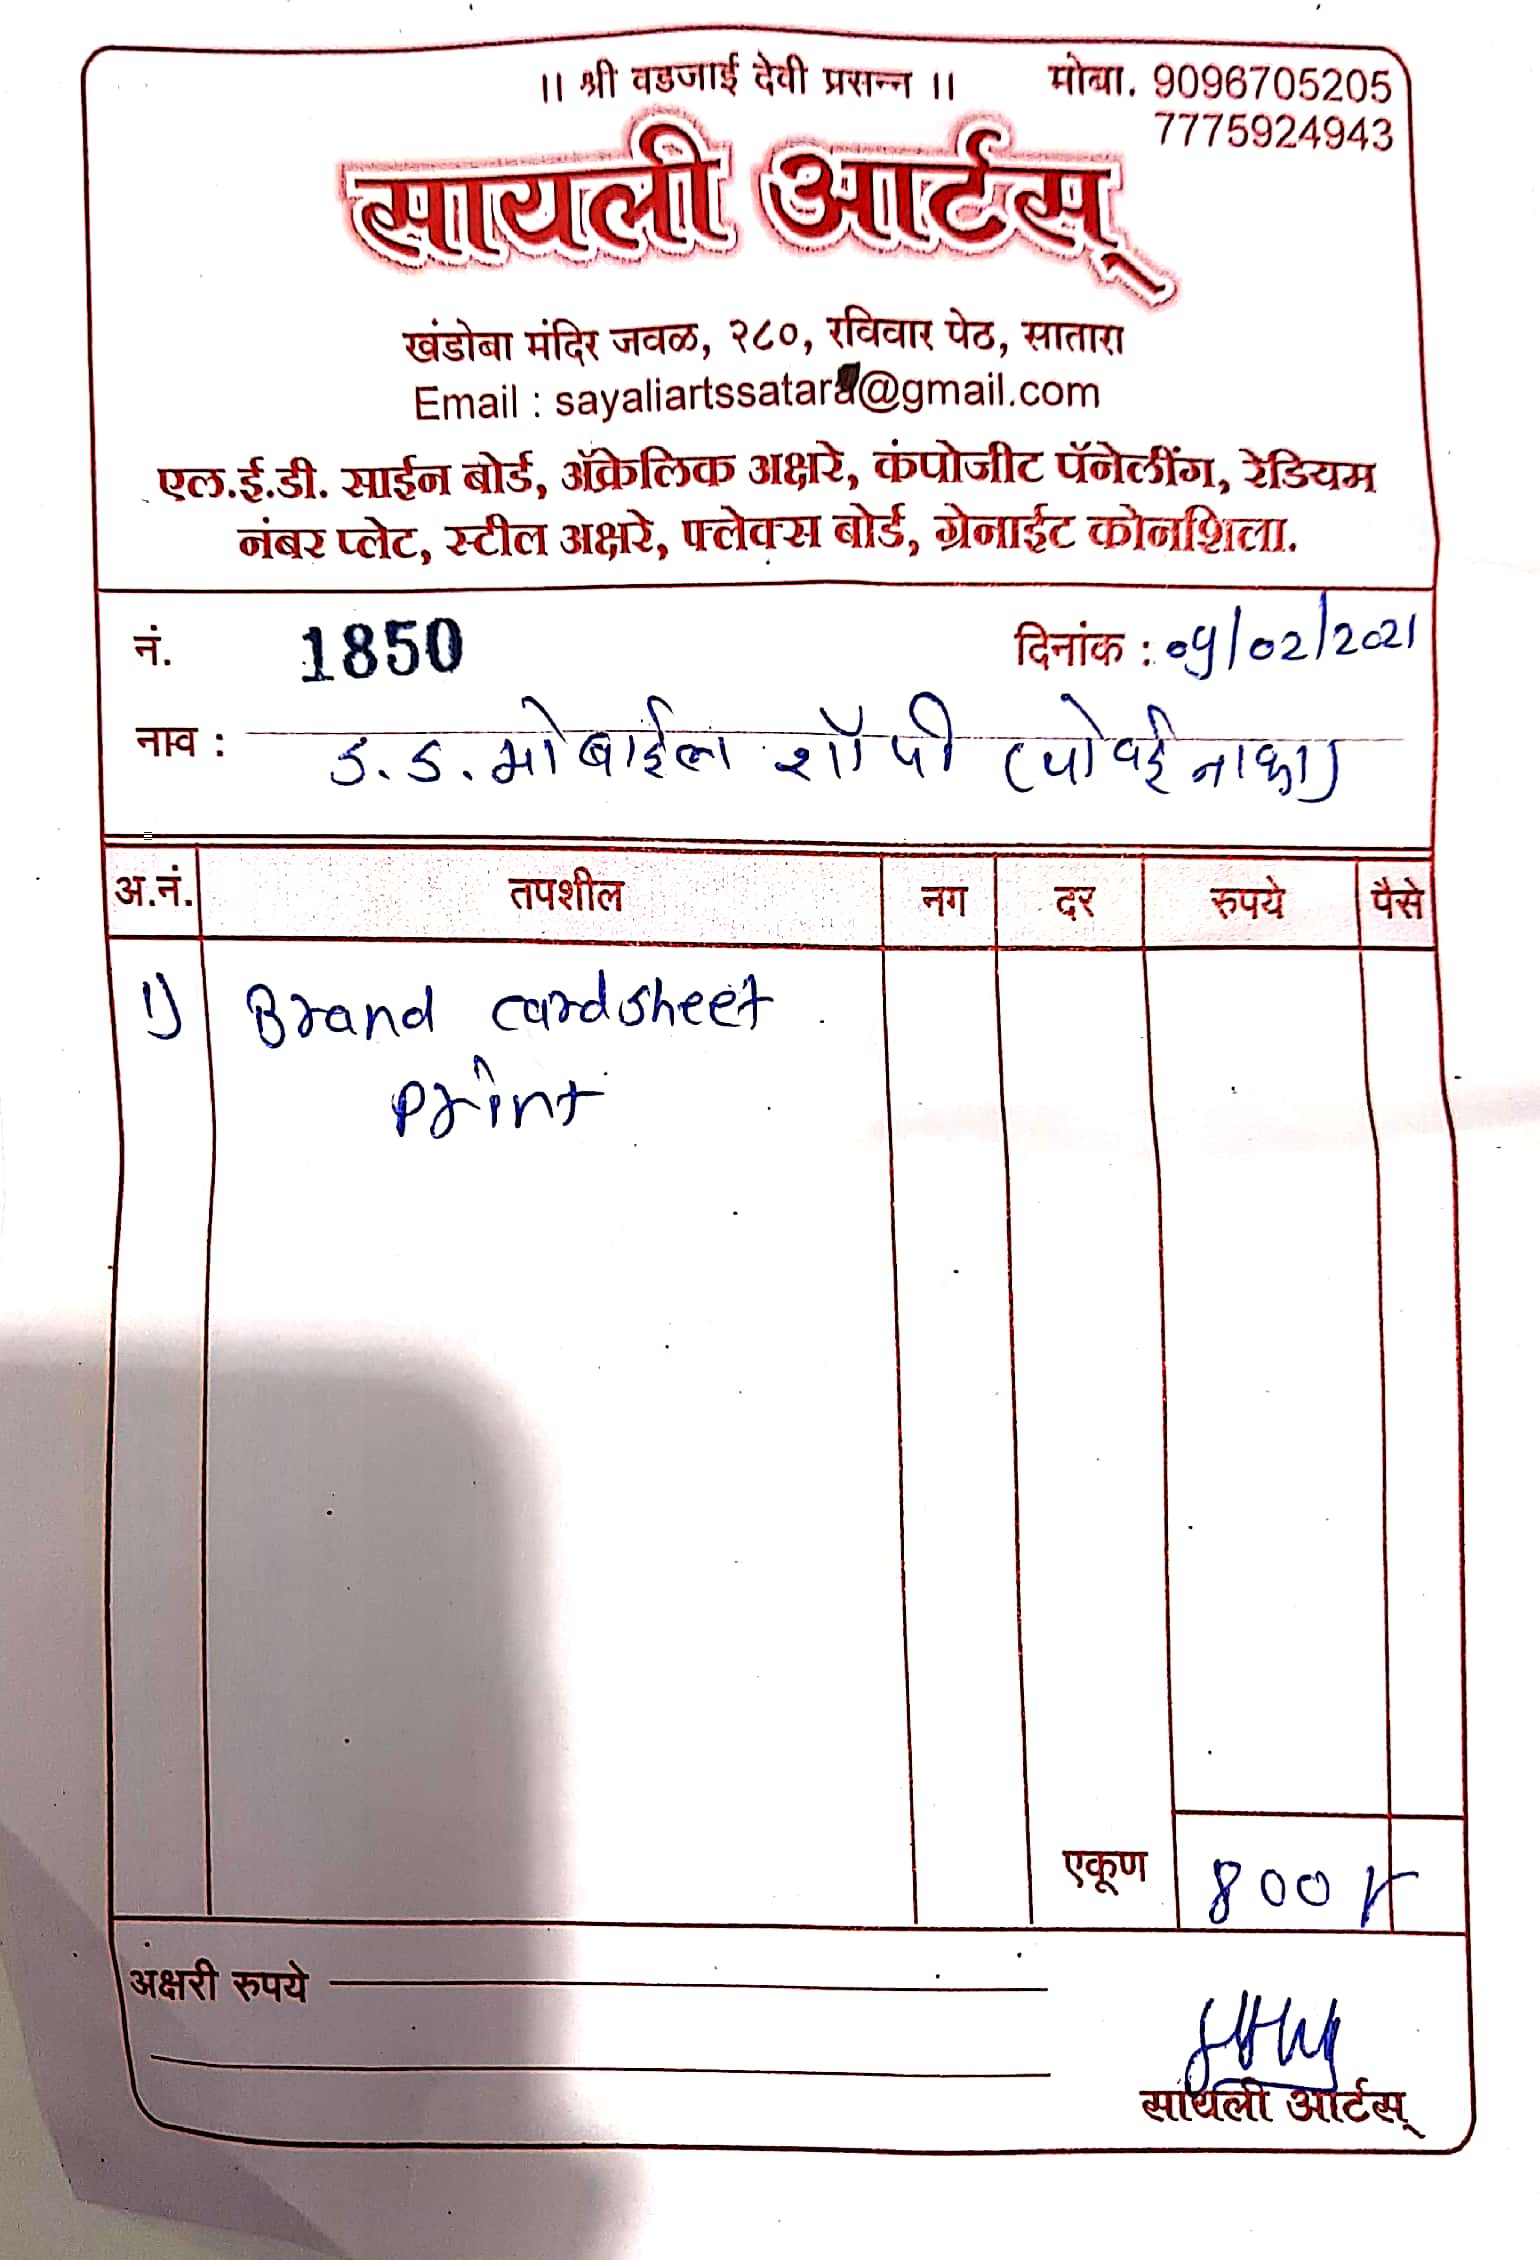 ।। श्री वडजाई देवी प्रसन्न ।।
मोबा. 9096705205
7775924943
सायली आर्टस्
खंडोबा मंदिर जवळ, २८०, रविवार पेठ, सातारा
Email : sayaliartssatara@gmail.com
एल.ई.डी. साईन बोर्ड, ॲक्रेलिक अक्षरे, कंपोजीट पॅनेलींग, रेडियम
नंबर प्लेट, स्टील अक्षरे, फ्लेक्स बोर्ड, ग्रेनाईट कोनशिला.
नं. 1850 दिनांक : 09/02/2021
नाव : ड. ड. मोबाईल शॉपी (पोवई नाका)
अ.नं. तपशील नग दर रुपये पैसे
1) Brand cardsheet
print
एकूण 800
अक्षरी रुपये
सायली आर्टस्